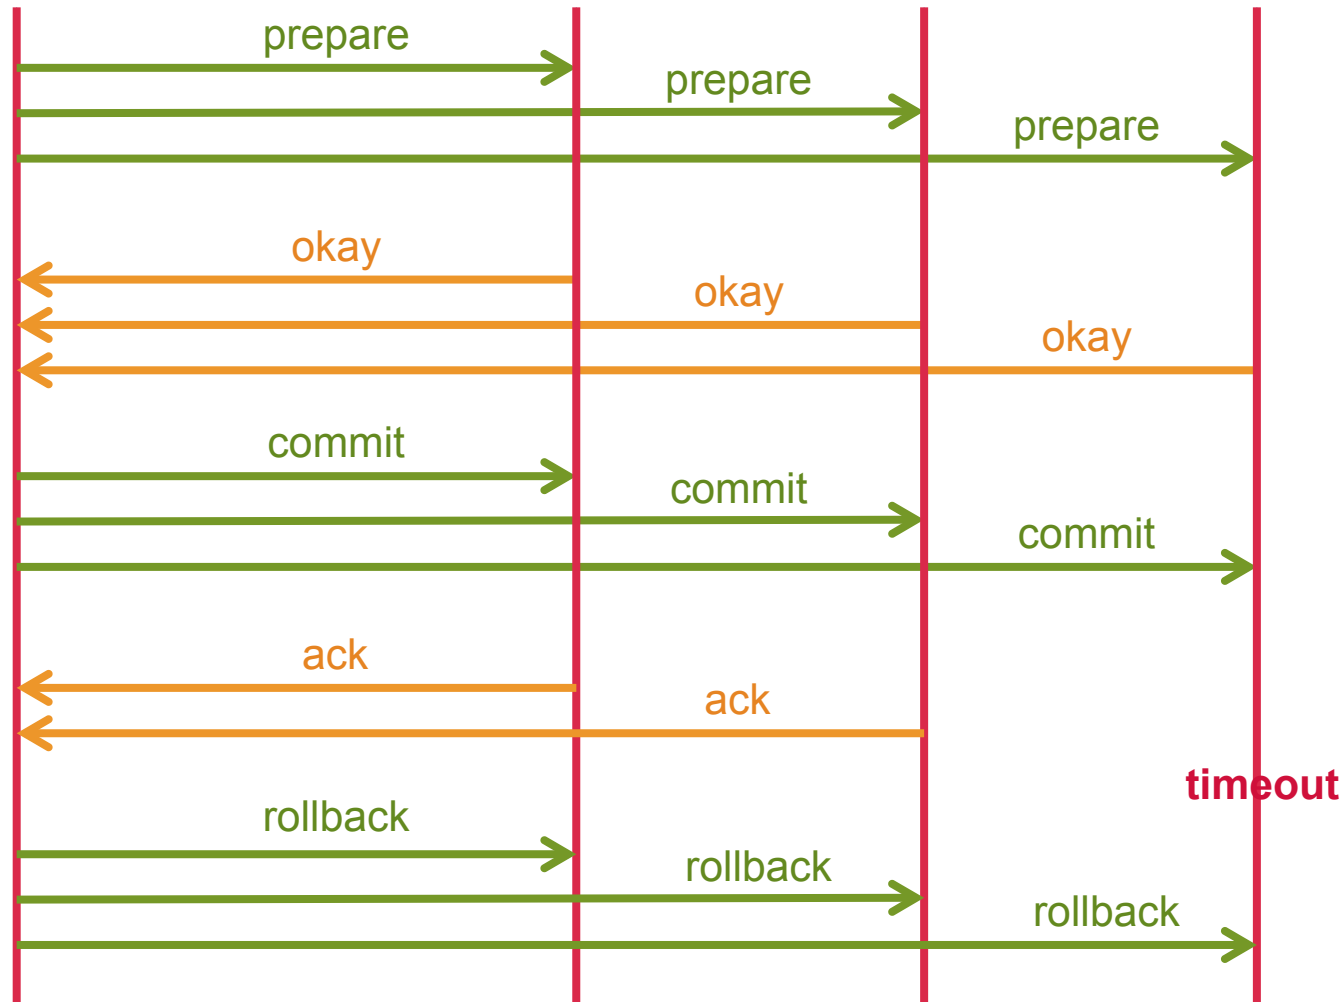 prepare
prepare
prepare
okay
okay
okay
commit
commit
commit
ack
ack
timeout
rollback
rollback
rollback